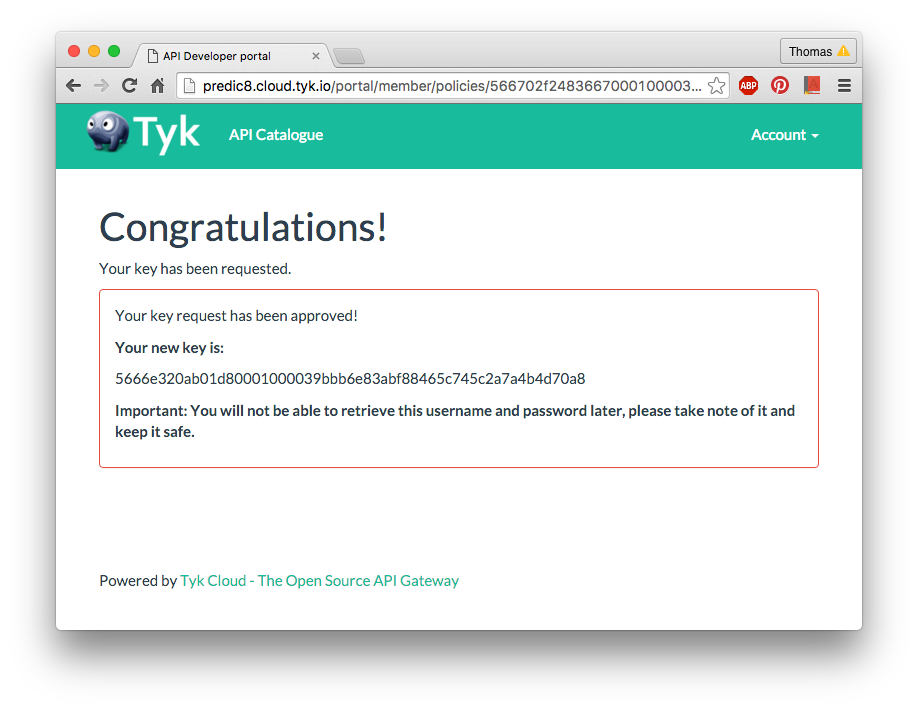 API Developer portal
Thomas
predic8.cloud.tyk.io/portal/member/policies/566702f2483667000100003...
ABP
Tyk
API Catalogue
Account
Congratulations!
Your key has been requested.
Your key request has been approved!
Your new key is:
5666e320ab01d80001000039bbb6e83abf88465c745c2a7a4b4d70a8
Important: You will not be able to retrieve this username and password later, please take note of it and
keep it safe.
Powered by Tyk Cloud - The Open Source API Gateway